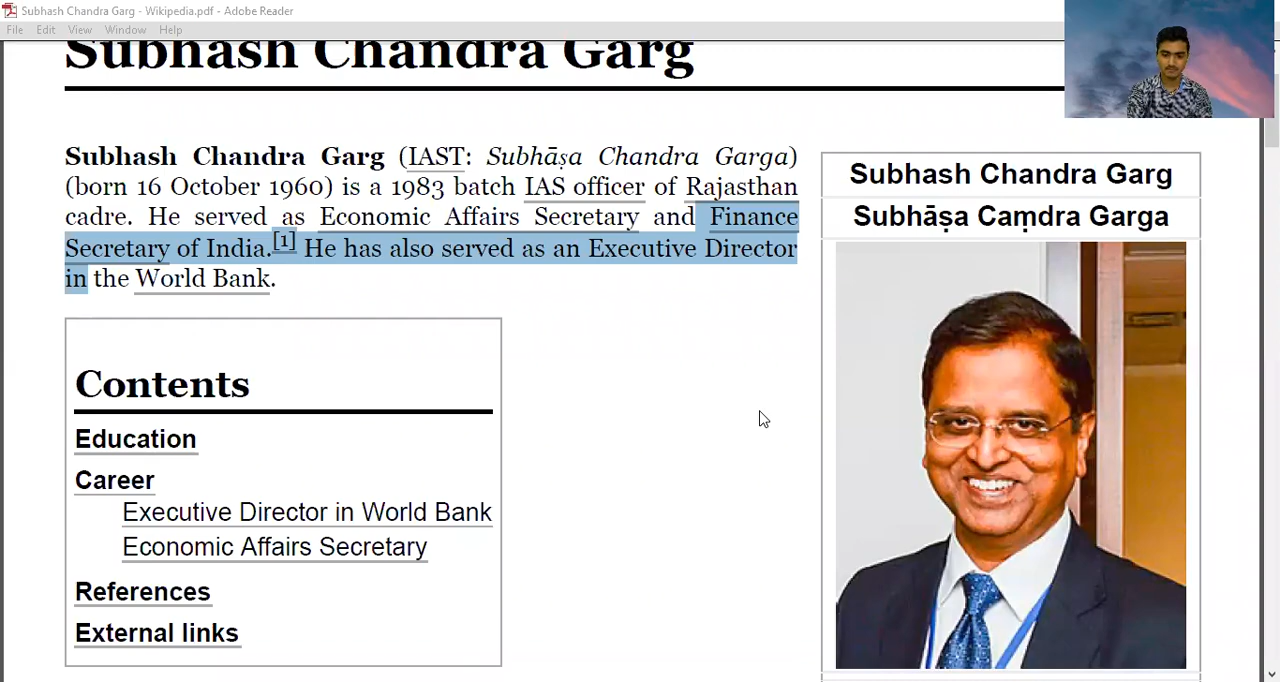 Subhash Chandra Garg - Wikipedia.pdf - Adobe Reader
File Edit View Window Help
Subhash Chandra Garg
Subhash Chandra Garg (IAST: Subhāṣa Chandra Garga)
(born 16 October 1960) is a 1983 batch IAS officer of Rajasthan
cadre. He served as Economic Affairs Secretary and Finance
Secretary of India.[1] He has also served as an Executive Director
in the World Bank.
Contents
Education
Career
Executive Director in World Bank
Economic Affairs Secretary
References
External links
Subhash Chandra Garg
Subhāṣa Caṃdra Garga